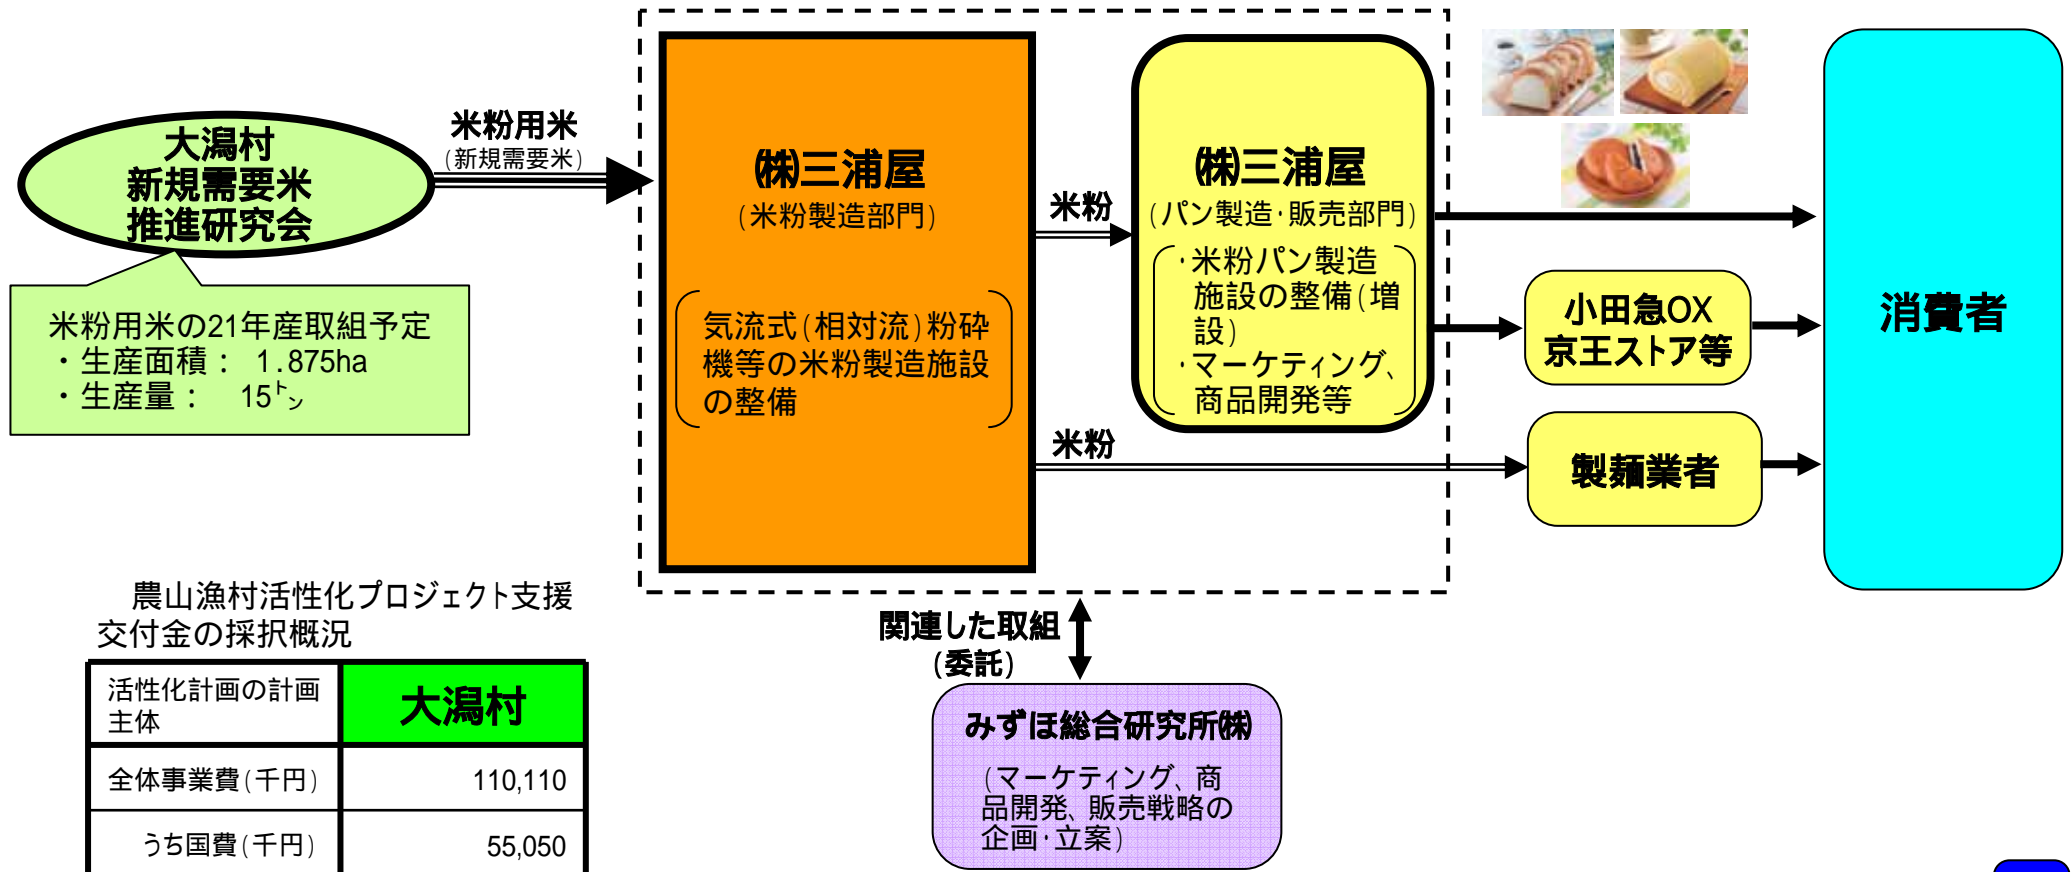 大潟村
新規需要米
推進研究会
米粉用米
(新規需要米)
米粉用米の21年産取組予定
・生産面積: 1.875ha
・生産量: 15㌧
㈱三浦屋
(米粉製造部門)
気流式(相対流)粉砕
機等の米粉製造施設
の整備
米粉
㈱三浦屋
(パン製造・販売部門)
・米粉パン製造
施設の整備(増
設)
・マーケティング、
商品開発等
米粉
小田急OX
京王ストア等
製麺業者
消費者
関連した取組
(委託)
みずほ総合研究所㈱
(マーケティング、商
品開発、販売戦略の
企画・立案)
農山漁村活性化プロジェクト支援
交付金の採択概況
活性化計画の計画
主体
大潟村
全体事業費(千円) 110,110
うち国費(千円) 55,050